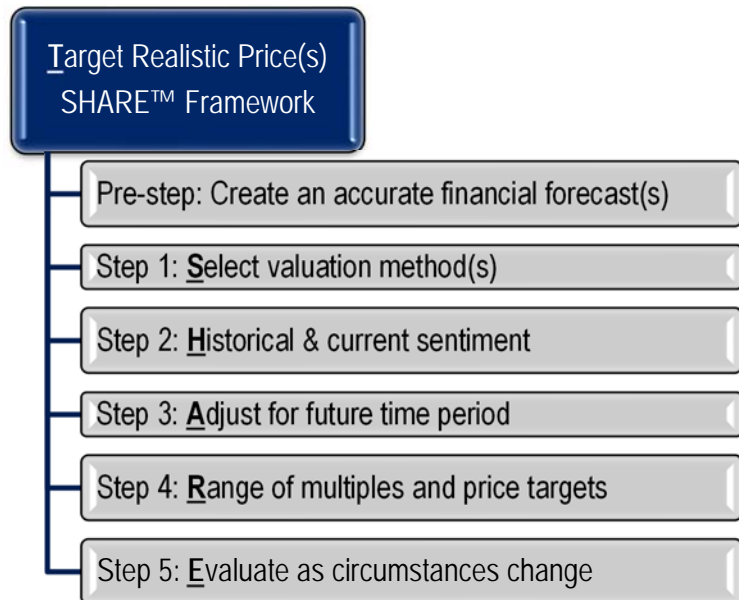 Target Realistic Price(s)
SHARE™ Framework
Pre-step: Create an accurate financial forecast(s)
Step 1: Select valuation method(s)
Step 2: Historical & current sentiment
Step 3: Adjust for future time period
Step 4: Range of multiples and price targets
Step 5: Evaluate as circumstances change